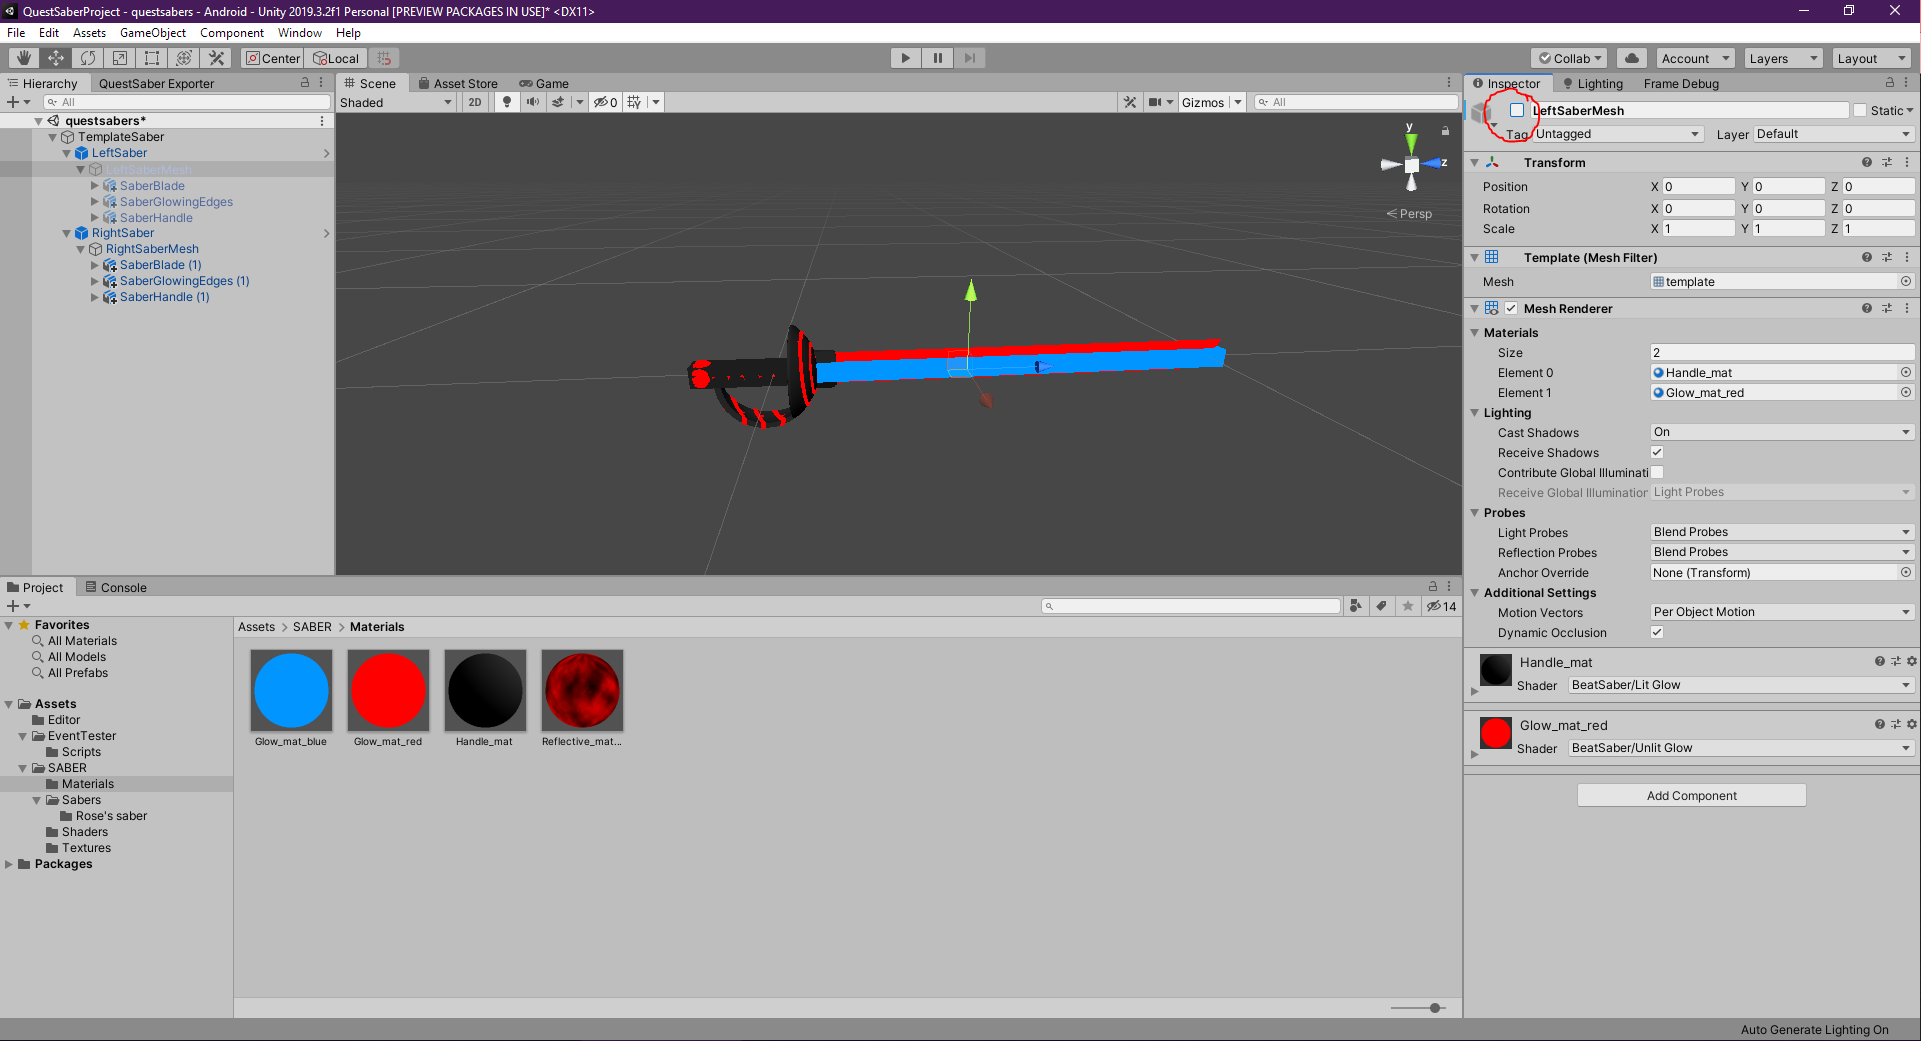 QuestSaberProject - questsabers - Android - Unity 2019.3.2f1 Personal [PREVIEW PACKAGES IN USE]* <DX11>
File Edit Assets GameObject Component Window Help
Center Local Collab Account Layers Layout
Hierarchy QuestSaber Exporter
All
questsabers*
TemplateSaber
LeftSaber
LeftSaberMesh
SaberBlade
SaberGlowingEdges
SaberHandle
RightSaber
RightSaberMesh
SaberBlade (1)
SaberGlowingEdges (1)
SaberHandle (1)
Scene Asset Store Game
Shaded 2D 0 Gizmos All
y
z
Persp
Project Console
14
Favorites
All Materials
All Models
All Prefabs
Assets
Editor
EventTester
Scripts
SABER
Materials
Sabers
Rose's saber
Shaders
Textures
Packages
Assets > SABER > Materials
Glow_mat_blue Glow_mat_red Handle_mat Reflective_mat...
Inspector Lighting Frame Debug
LeftSaberMesh Static
Tag Untagged Layer Default
Transform
Position X 0 Y 0 Z 0
Rotation X 0 Y 0 Z 0
Scale X 1 Y 1 Z 1
Template (Mesh Filter)
Mesh template
Mesh Renderer
Materials
Size 2
Element 0 Handle_mat
Element 1 Glow_mat_red
Lighting
Cast Shadows On
Receive Shadows
Contribute Global Illuminati
Receive Global Illumination Light Probes
Probes
Light Probes Blend Probes
Reflection Probes Blend Probes
Anchor Override None (Transform)
Additional Settings
Motion Vectors Per Object Motion
Dynamic Occlusion
Handle_mat
Shader BeatSaber/Lit Glow
Glow_mat_red
Shader BeatSaber/Unlit Glow
Add Component
Auto Generate Lighting On